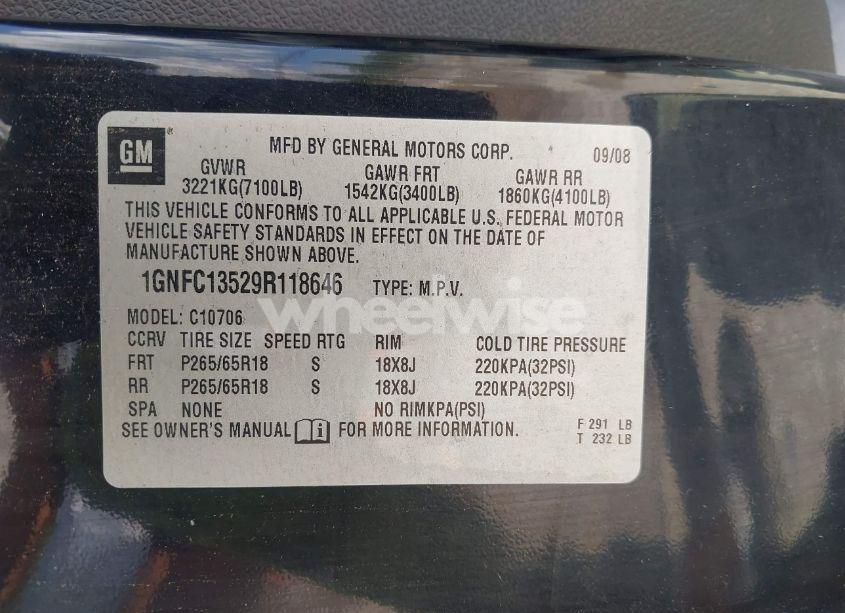 GM
MFD BY GENERAL MOTORS CORP. 09/08
GVWR GAWR FRT GAWR RR
3221KG(7100LB) 1542KG(3400LB) 1860KG(4100LB)
THIS VEHICLE CONFORMS TO ALL APPLICABLE U.S. FEDERAL MOTOR
VEHICLE SAFETY STANDARDS IN EFFECT ON THE DATE OF
MANUFACTURE SHOWN ABOVE.
1GNFC13529R118646 TYPE: M.P.V.
wheelwise
MODEL: C10706
CCRV TIRE SIZE SPEED RTG RIM COLD TIRE PRESSURE
FRT P265/65R18 S 18X8J 220KPA(32PSI)
RR P265/65R18 S 18X8J 220KPA(32PSI)
SPA NONE NO RIMKPA(PSI)
SEE OWNER'S MANUAL i FOR MORE INFORMATION.
F 291 LB
T 232 LB